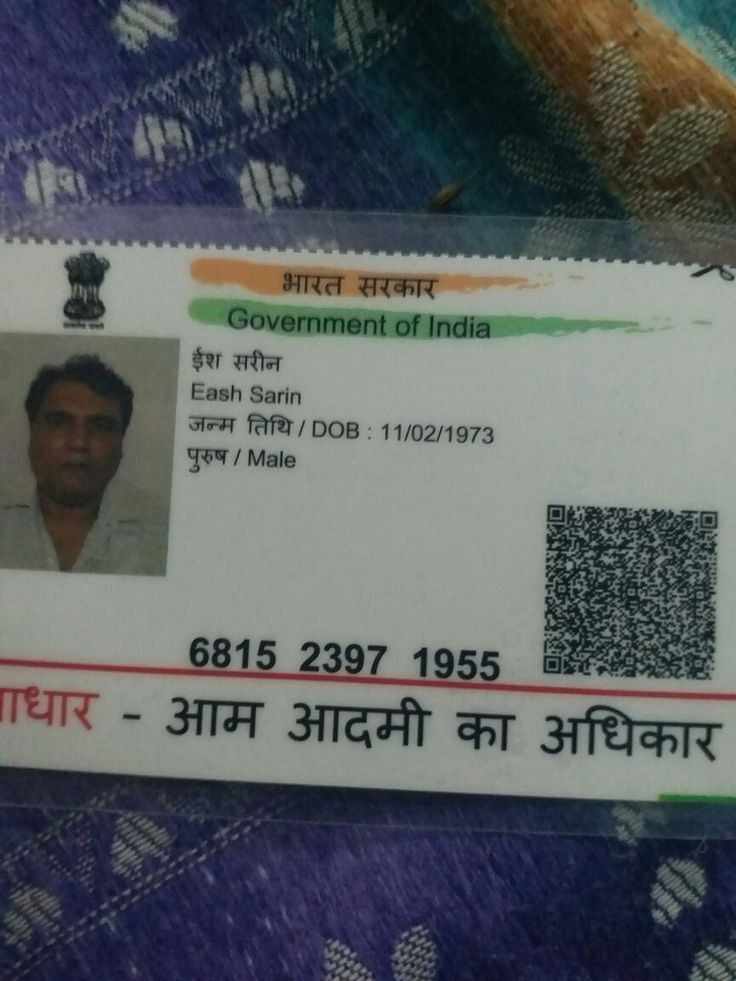 भारत सरकार
Government of India
ईश सरीन
Eash Sarin
जन्म तिथि / DOB : 11/02/1973
पुरुष / Male
6815 2397 1955
आधार - आम आदमी का अधिकार